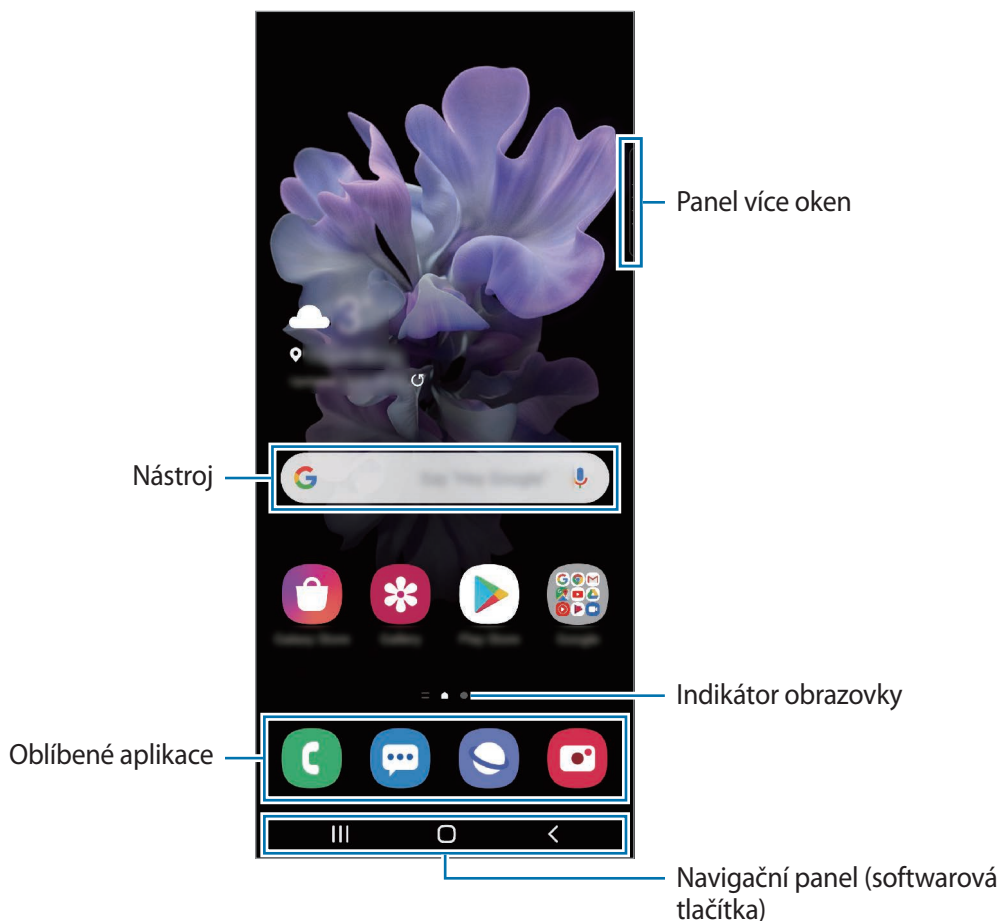 Panel více oken
Nástroj
Indikátor obrazovky
Oblíbené aplikace
Navigační panel (softwarová
tlačítka)